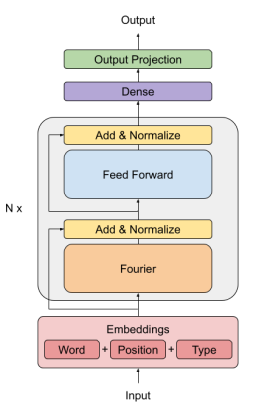 Output
Output Projection
Dense
Add & Normalize
Feed Forward
N x
Add & Normalize
Fourier
Embeddings
Word + Position + Type
Input